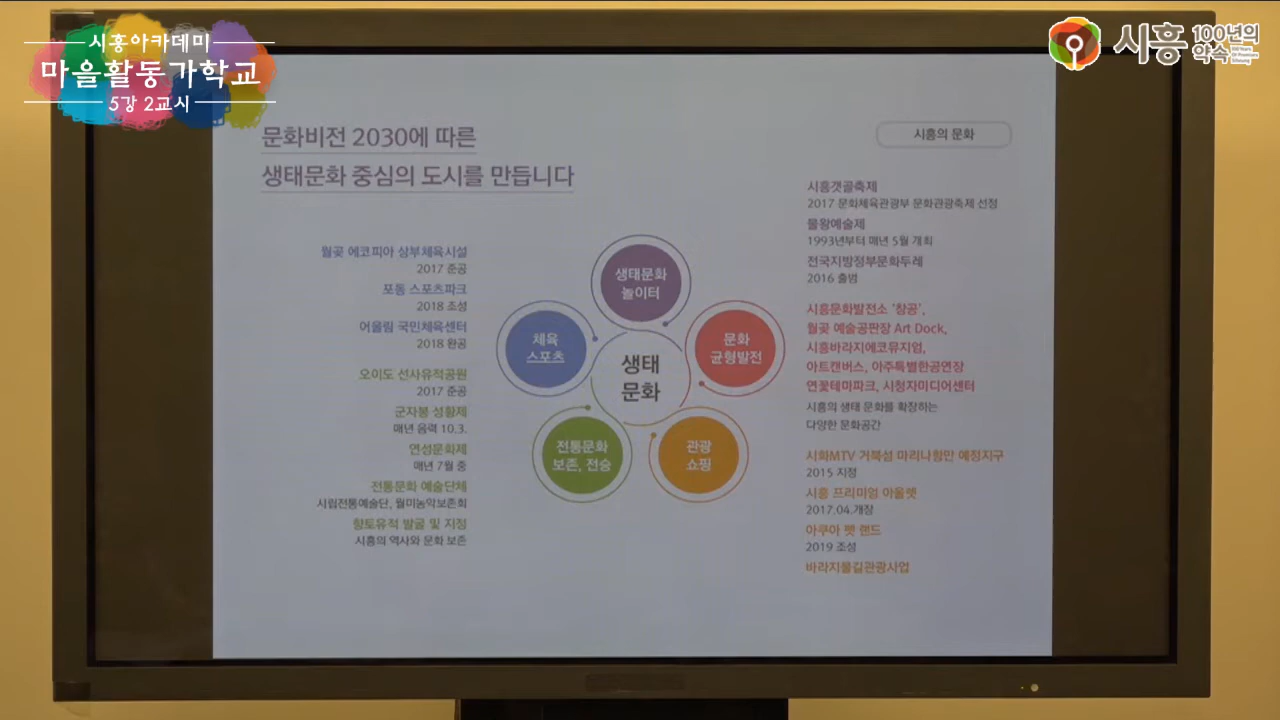 시흥아카데미
마을활동가학교
5강 2교시
시흥 100년의 약속
문화비전 2030에 따른
생태문화 중심의 도시를 만듭니다
시흥의 문화
월곶 에코피아 상부체육시설
2017 준공
포동 스포츠파크
2018 조성
어울림 국민체육센터
2018 완공
오이도 선사유적공원
2017 준공
군자봉 성황제
매년 음력 10.3.
연성문화제
매년 7월 중
전통문화 예술단체
시립전통예술단, 월미농악보존회
향토유적 발굴 및 지정
시흥의 역사와 문화 보존
생태문화
놀이터
체육
스포츠
문화
균형발전
생태
문화
전통문화
보존, 전승
관광
쇼핑
시흥갯골축제
2017 문화체육관광부 문화관광축제 선정
물왕예술제
1993년부터 매년 5월 개최
전국지방정부문화두레
2016 출범
시흥문화발전소 '창공',
월곶 예술공판장 Art Dock,
시흥바라지에코뮤지엄,
아트캔버스, 아주특별한공연장
연꽃테마파크, 시청자미디어센터
시흥의 생태 문화를 확장하는
다양한 문화공간
시화MTV 거북섬 마리나항만 예정지구
2015 지정
시흥 프리미엄 아울렛
2017.04.개장
아쿠아 펫 랜드
2019 조성
바라지물길관광사업